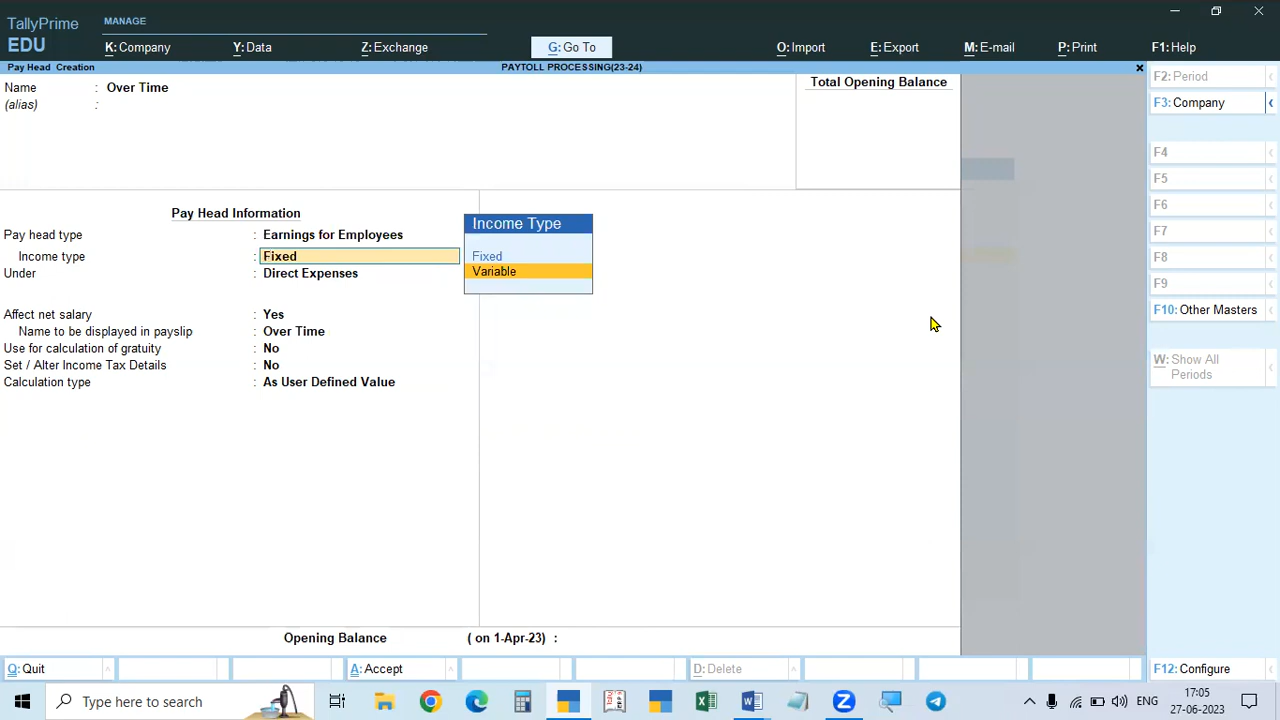 TallyPrime
EDU
MANAGE
K: Company
Y: Data
Z: Exchange
G: Go To
O: Import
E: Export
M: E-mail
P: Print
F1: Help
Pay Head Creation
PAYTOLL PROCESSING(23-24)
×
Name : Over Time
(alias) :
Total Opening Balance
Pay Head Information
Pay head type : Earnings for Employees
Income type : Fixed
Under : Direct Expenses
Affect net salary : Yes
Name to be displayed in payslip : Over Time
Use for calculation of gratuity : No
Set / Alter Income Tax Details : No
Calculation type : As User Defined Value
Income Type
Fixed
Variable
Opening Balance ( on 1-Apr-23) :
F2: Period
F3: Company
F4
F5
F6
F7
F8
F9
F10: Other Masters
W: Show All
Periods
Q: Quit
A: Accept
D: Delete
F12: Configure
Type here to search
ENG
17:05
27-06-2023